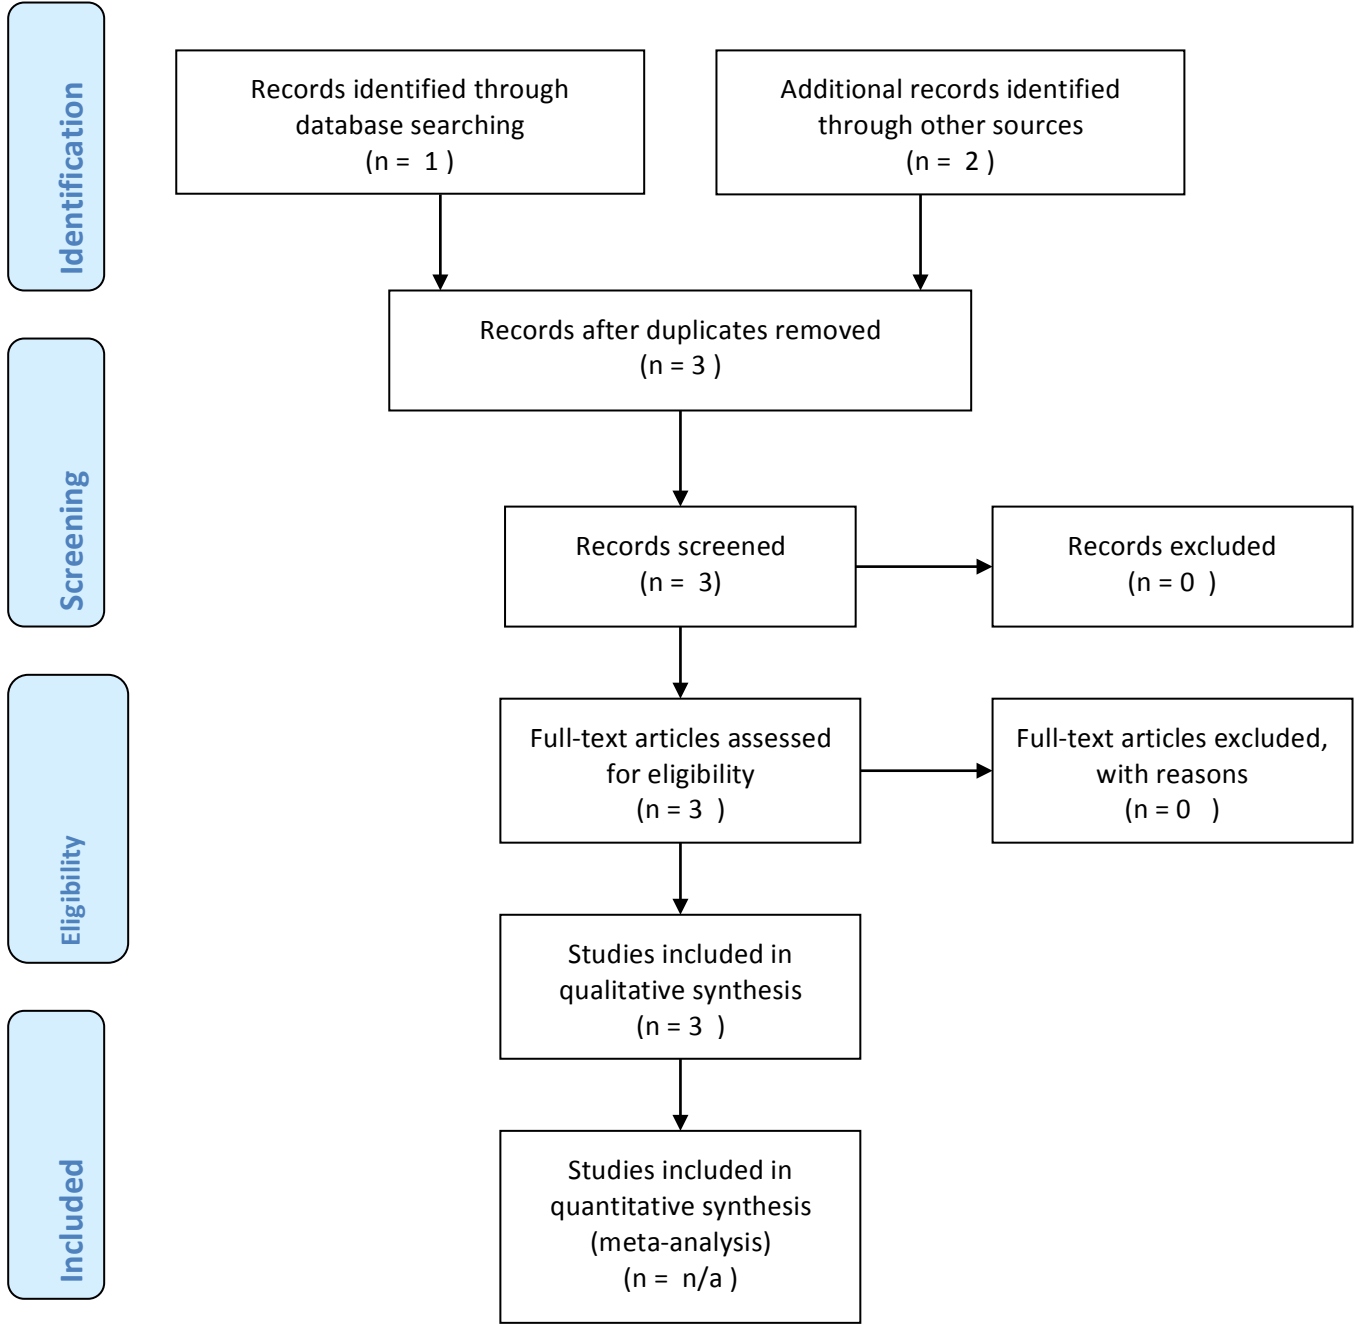 Identification
Records identified through
database searching
(n =  1 )
Additional records identified
through other sources
(n =  2 )
Records after duplicates removed
(n = 3 )
Screening
Records screened
(n =  3)
Records excluded
(n = 0  )
Eligibility
Full-text articles assessed
for eligibility
(n = 3  )
Full-text articles excluded,
with reasons
(n = 0   )
Studies included in
qualitative synthesis
(n = 3  )
Included
Studies included in
quantitative synthesis
(meta-analysis)
(n =  n/a )